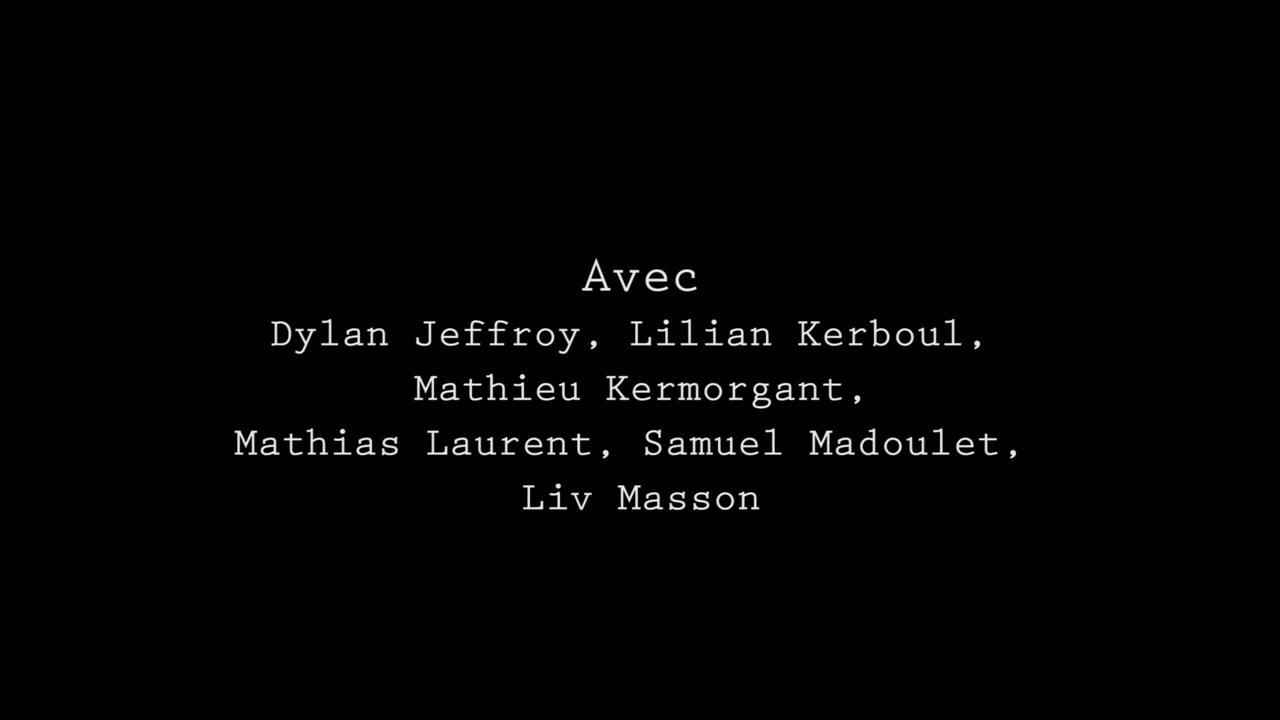 Avec
Dylan Jeffroy, Lilian Kerboul,
Mathieu Kermorgant,
Mathias Laurent, Samuel Madoulet,
Liv Masson